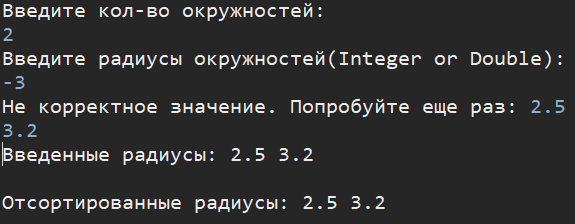 Введите кол-во окружностей:
2
Введите радиусы окружностей(Integer or Double):
-3
Не корректное значение. Попробуйте еще раз: 2.5
3.2
Введенные радиусы: 2.5 3.2
Отсортированные радиусы: 2.5 3.2